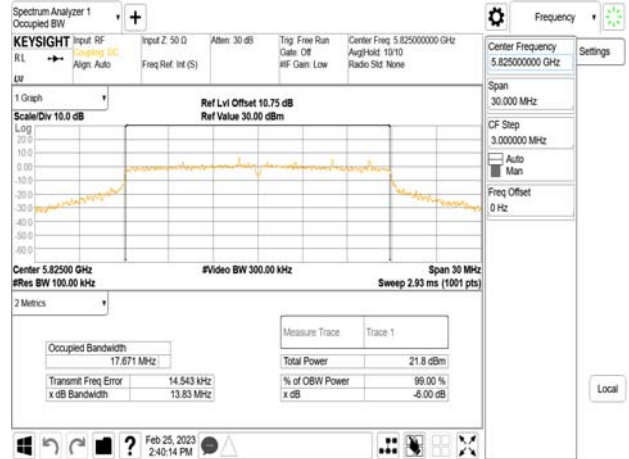 Spectrum Analyzer 1
Occupied BW
Frequency
KEYSIGHT
Input: RF
Coupling: DC
Align: Auto
Input Z: 50 Ω
Freq Ref: Int (S)
Atten: 30 dB
Trig: Free Run
Gate: Off
#IF Gain: Low
Center Freq: 5.825000000 GHz
Avg|Hold: 10/10
Radio Std: None
RL
Center Frequency
5.825000000 GHz
Settings
Span
30.000 MHz
CF Step
3.000000 MHz
Auto
Man
Freq Offset
0 Hz
Local
1 Graph
Scale/Div 10.0 dB
Ref Lvl Offset 10.75 dB
Ref Value 30.00 dBm
Log
20.0
10.0
0.00
-10.0
-20.0
-30.0
-40.0
-50.0
-60.0
Center 5.82500 GHz
#Res BW 100.00 kHz
#Video BW 300.00 kHz
Span 30 MHz
Sweep 2.93 ms (1001 pts)
2 Metrics
Measure Trace
Trace 1
Occupied Bandwidth
17.671 MHz
Total Power
21.8 dBm
Transmit Freq Error
14.543 kHz
% of OBW Power
99.00 %
x dB Bandwidth
13.83 MHz
x dB
-6.00 dB
Feb 25, 2023
2:40:14 PM